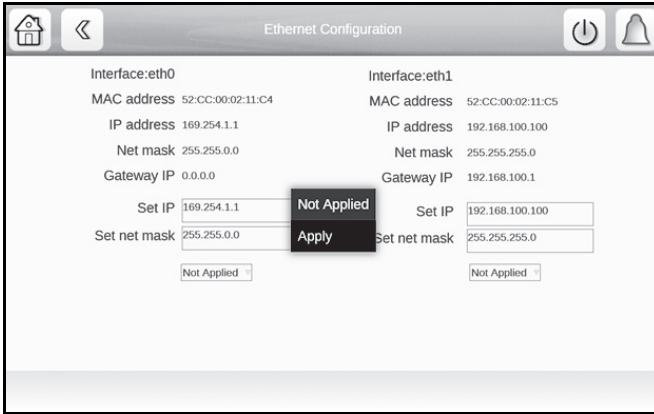 Ethernet Configuration
Interface:eth0
MAC address 52:CC:00:02:11:C4
IP address 169.254.1.1
Net mask 255.255.0.0
Gateway IP 0.0.0.0
Set IP 169.254.1.1
Set net mask 255.255.0.0
Not Applied
Not Applied
Apply
Interface:eth1
MAC address 52:CC:00:02:11:C5
IP address 192.168.100.100
Net mask 255.255.255.0
Gateway IP 192.168.100.1
Set IP 192.168.100.100
Set net mask 255.255.255.0
Not Applied